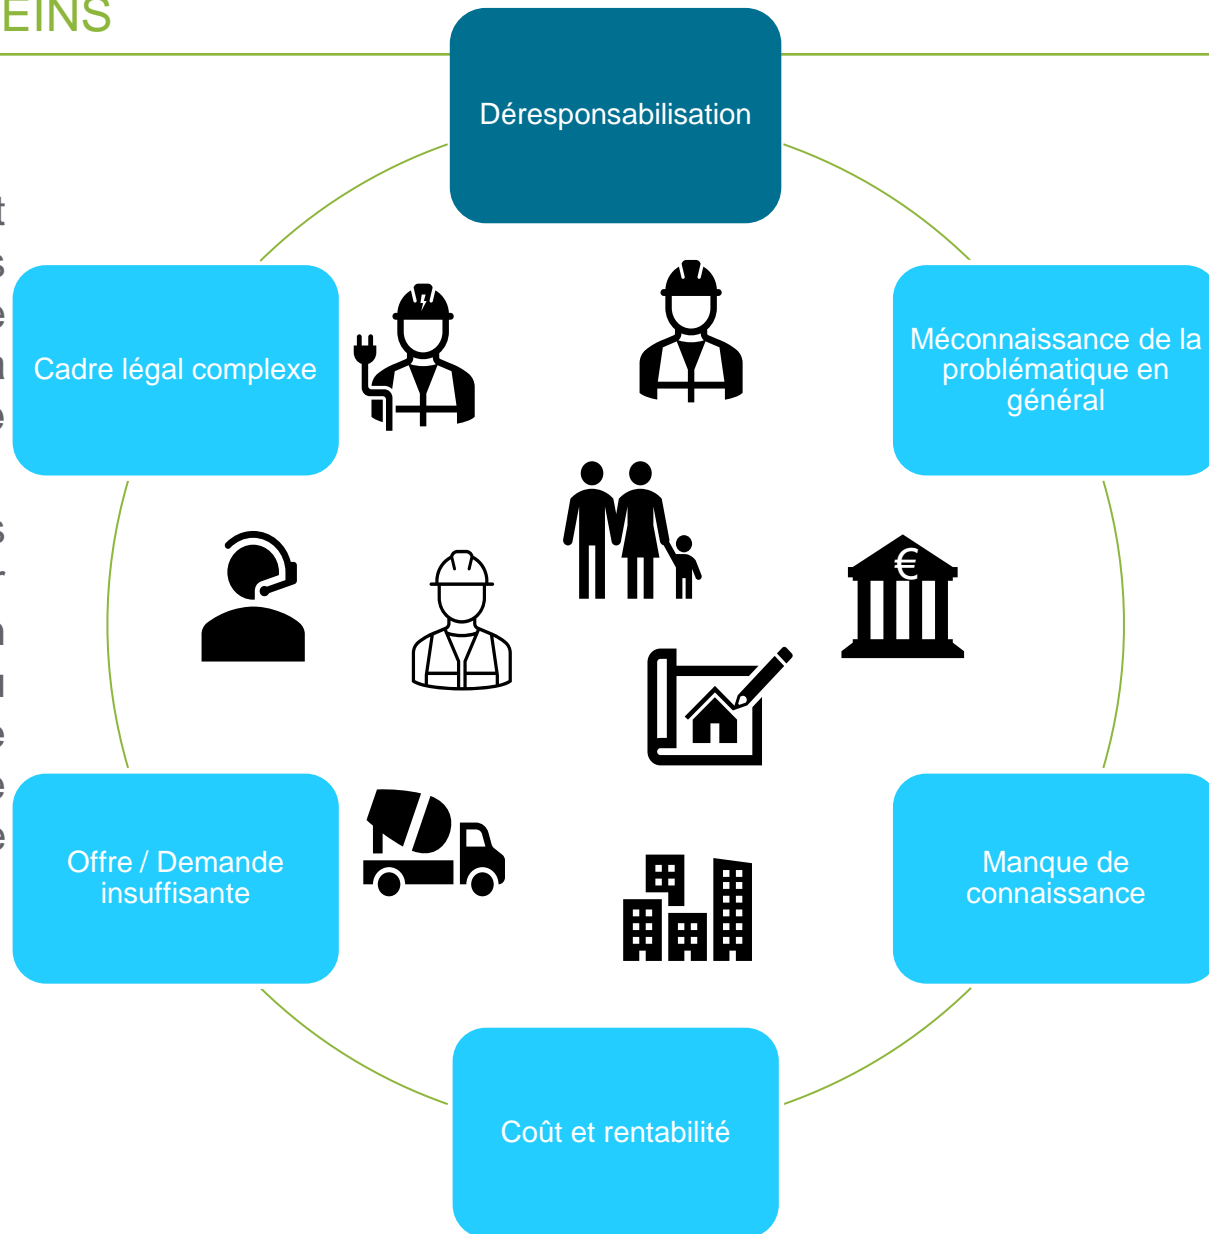 EINS
Déresponsabilisation
Cadre légal complexe
Méconnaissance de la
problématique en
général
€
Offre / Demande
insuffisante
Manque de
connaissance
Coût et rentabilité